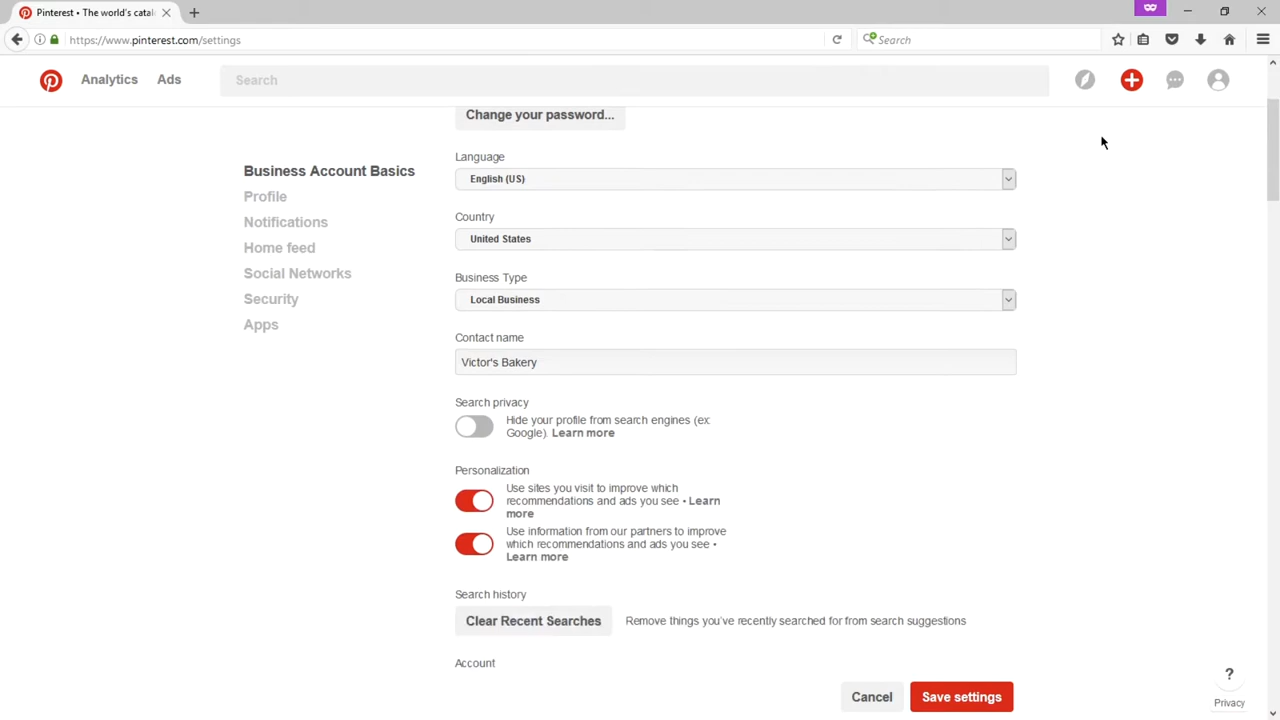 Pinterest • The world's catal
https://www.pinterest.com/settings
Search
Analytics
Ads
Search
Change your password...
Business Account Basics
Profile
Notifications
Home feed
Social Networks
Security
Apps
Language
English (US)
Country
United States
Business Type
Local Business
Contact name
Victor's Bakery
Search privacy
Hide your profile from search engines (ex:
Google). Learn more
Personalization
Use sites you visit to improve which
recommendations and ads you see • Learn
more
Use information from our partners to improve
which recommendations and ads you see •
Learn more
Search history
Clear Recent Searches
Remove things you've recently searched for from search suggestions
Account
Cancel
Save settings
?
Privacy